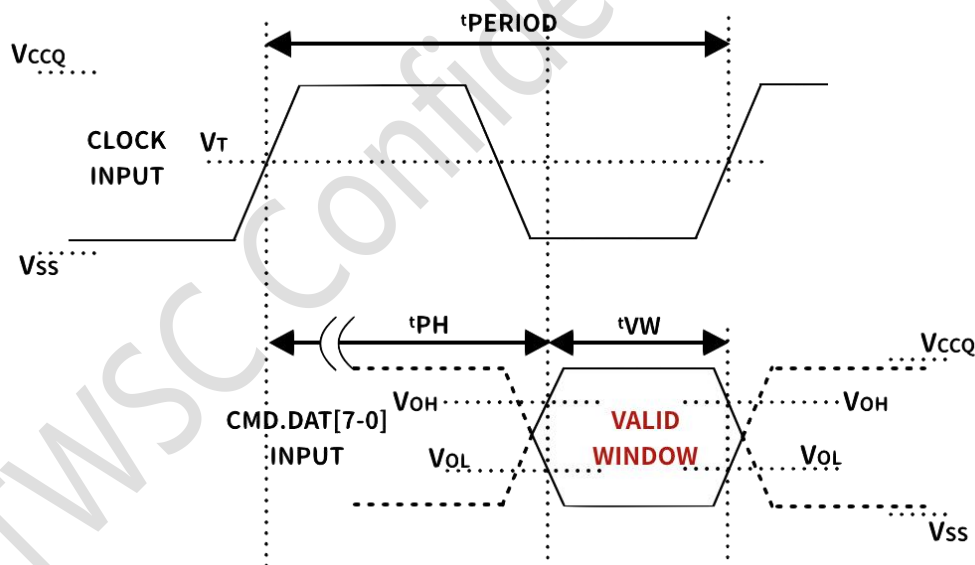 tPERIOD
VCCQ
CLOCK
INPUT
VT
VSS
tPH
tVW
VCCQ
VOH
VOH
CMD.DAT[7-0]
INPUT
VALID
WINDOW
VOL
VOL
VSS